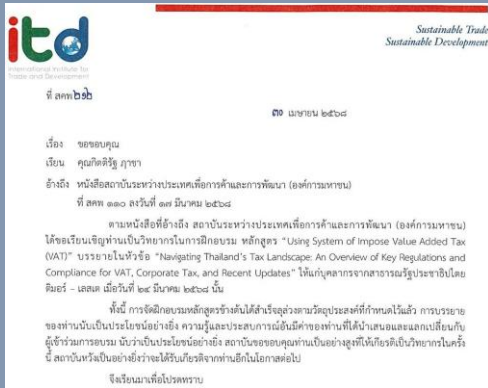 itd
International Institute for
Trade and Development
Sustainable Trade
Sustainable Development
ที่ สคพ ๒๑๒
๓๐ เมษายน ๒๕๖๘
เรื่อง ขอขอบคุณ
เรียน คุณกิตติรัฐ ภาชา
อ้างถึง หนังสือสถาบันระหว่างประเทศเพื่อการค้าและการพัฒนา (องค์การมหาชน)
ที่ สคพ ๑๑๐ ลงวันที่ ๑๗ มีนาคม ๒๕๖๘
ตามหนังสือที่อ้างถึง สถาบันระหว่างประเทศเพื่อการค้าและการพัฒนา (องค์การมหาชน)
ได้ขอเรียนเชิญท่านเป็นวิทยากรในการฝึกอบรม หลักสูตร "Using System of Impose Value Added Tax
(VAT)" บรรยายในหัวข้อ "Navigating Thailand's Tax Landscape: An Overview of Key Regulations and
Compliance for VAT, Corporate Tax, and Recent Updates" ให้แก่บุคลากรจากสาธารณรัฐประชาธิปไตย
ติมอร์ - เลสเต เมื่อวันที่ ๒๔ มีนาคม ๒๕๖๘ นั้น
ทั้งนี้ การจัดฝึกอบรมหลักสูตรข้างต้นได้สำเร็จลุล่วงตามวัตถุประสงค์ที่กำหนดไว้แล้ว การบรรยาย
ของท่านนับเป็นประโยชน์อย่างยิ่ง ความรู้และประสบการณ์อันมีค่าของท่านที่ได้นำเสนอและแลกเปลี่ยนกับ
ผู้เข้าร่วมการอบรม นับว่าเป็นประโยชน์อย่างยิ่ง สถาบันขอขอบคุณท่านเป็นอย่างสูงที่ให้เกียรติเป็นวิทยากรในครั้ง
นี้ สถาบันหวังเป็นอย่างยิ่งว่าจะได้รับเกียรติจากท่านอีกในโอกาสต่อไป
จึงเรียนมาเพื่อโปรดทราบ